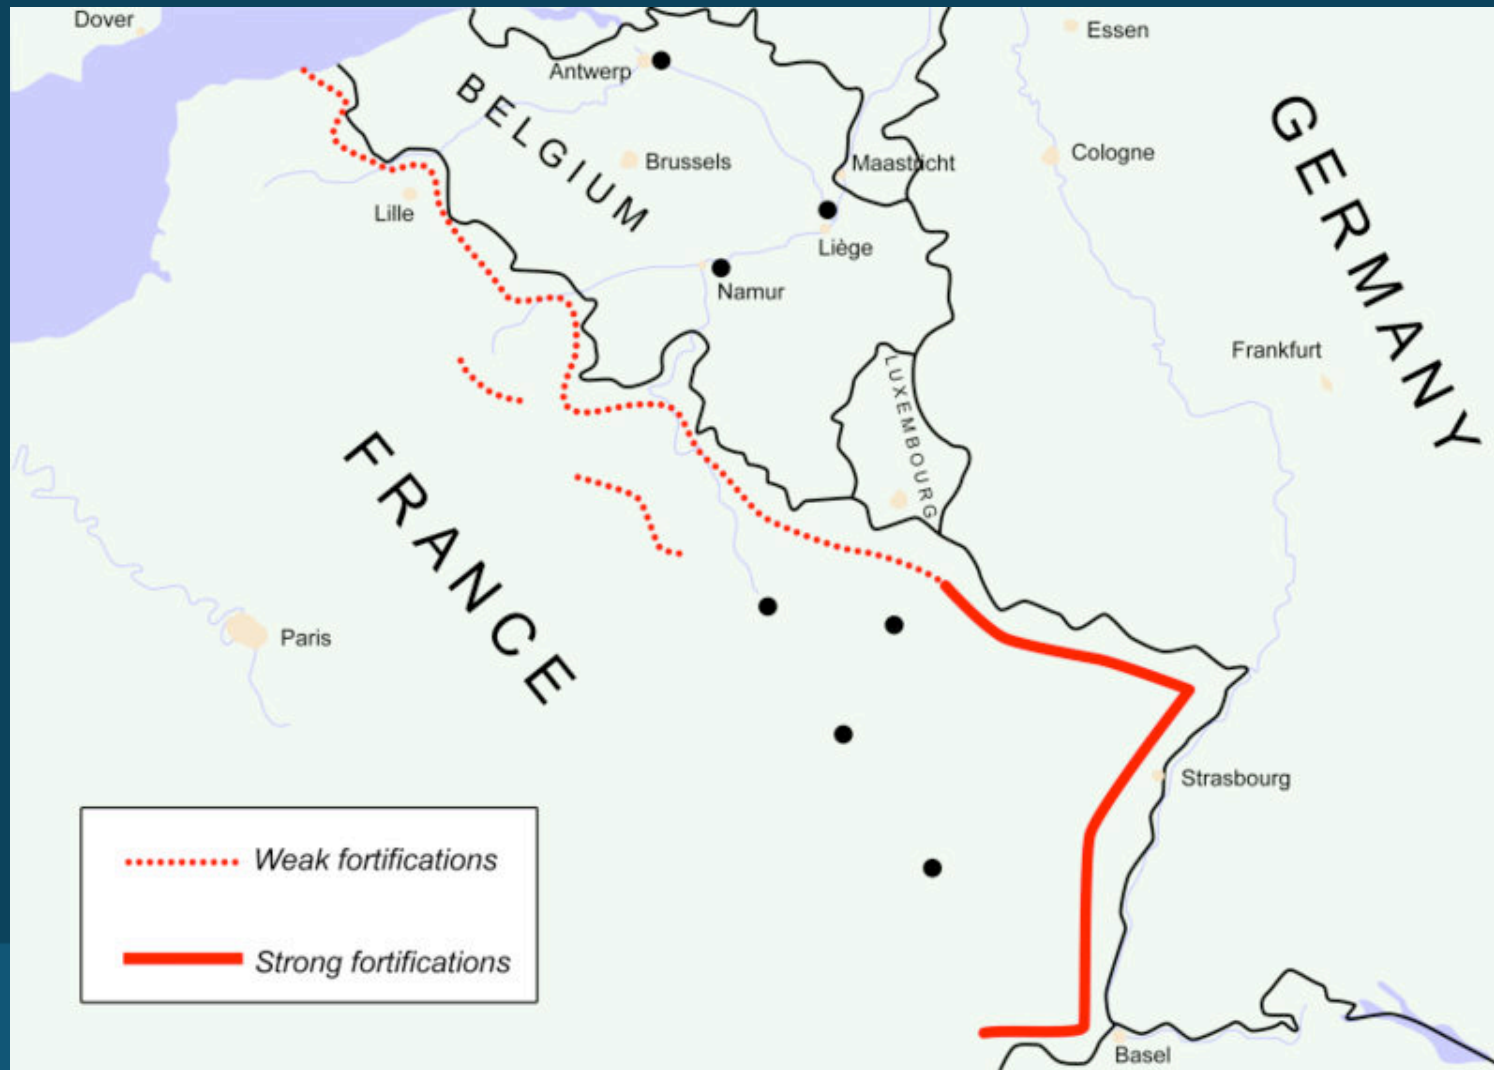 Dover
Essen
Antwerp
BELGIUM
GERMANY
Brussels
Maastricht
Cologne
Lille
Liège
Namur
Frankfurt
LUXEMBOURG
FRANCE
Paris
Strasbourg
Weak fortifications
Strong fortifications
Basel